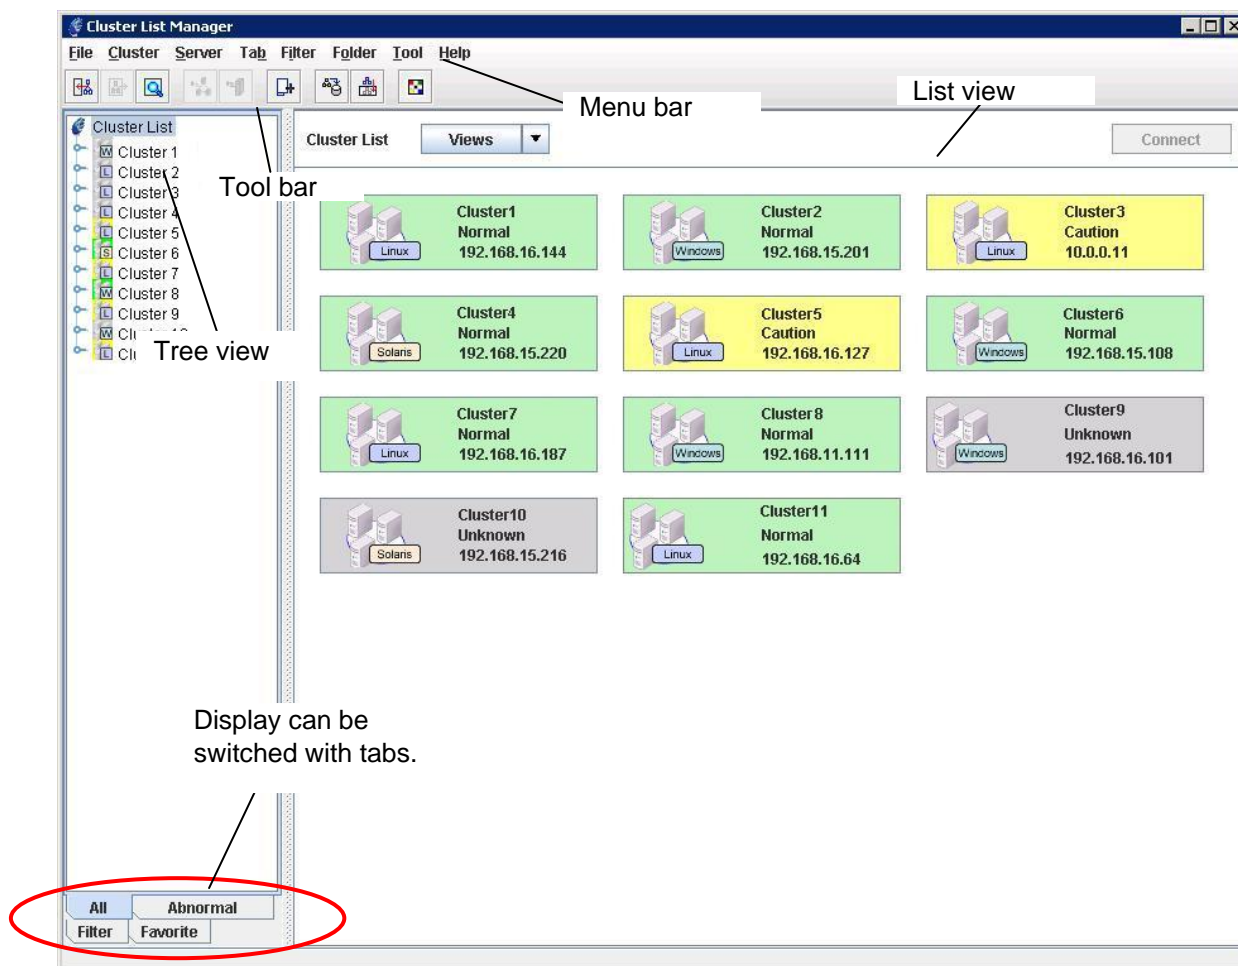 Cluster List Manager
File Cluster Server Tab Filter Folder Tool Help
Menu bar
List view
Cluster List
Cluster 1
Cluster 2
Cluster 3
Cluster 4
Cluster 5
Cluster 6
Cluster 7
Cluster 8
Cluster 9
Tool bar
Tree view
Cluster List Views Connect
Cluster1
Normal
192.168.16.144
Linux
Cluster2
Normal
192.168.15.201
Windows
Cluster3
Caution
10.0.0.11
Linux
Cluster4
Normal
192.168.15.220
Solaris
Cluster5
Caution
192.168.16.127
Linux
Cluster6
Normal
192.168.15.108
Windows
Cluster7
Normal
192.168.16.187
Linux
Cluster8
Normal
192.168.11.111
Windows
Cluster9
Unknown
192.168.16.101
Windows
Cluster10
Unknown
192.168.15.216
Solaris
Cluster11
Normal
192.168.16.64
Linux
Display can be
switched with tabs.
All Abnormal
Filter Favorite